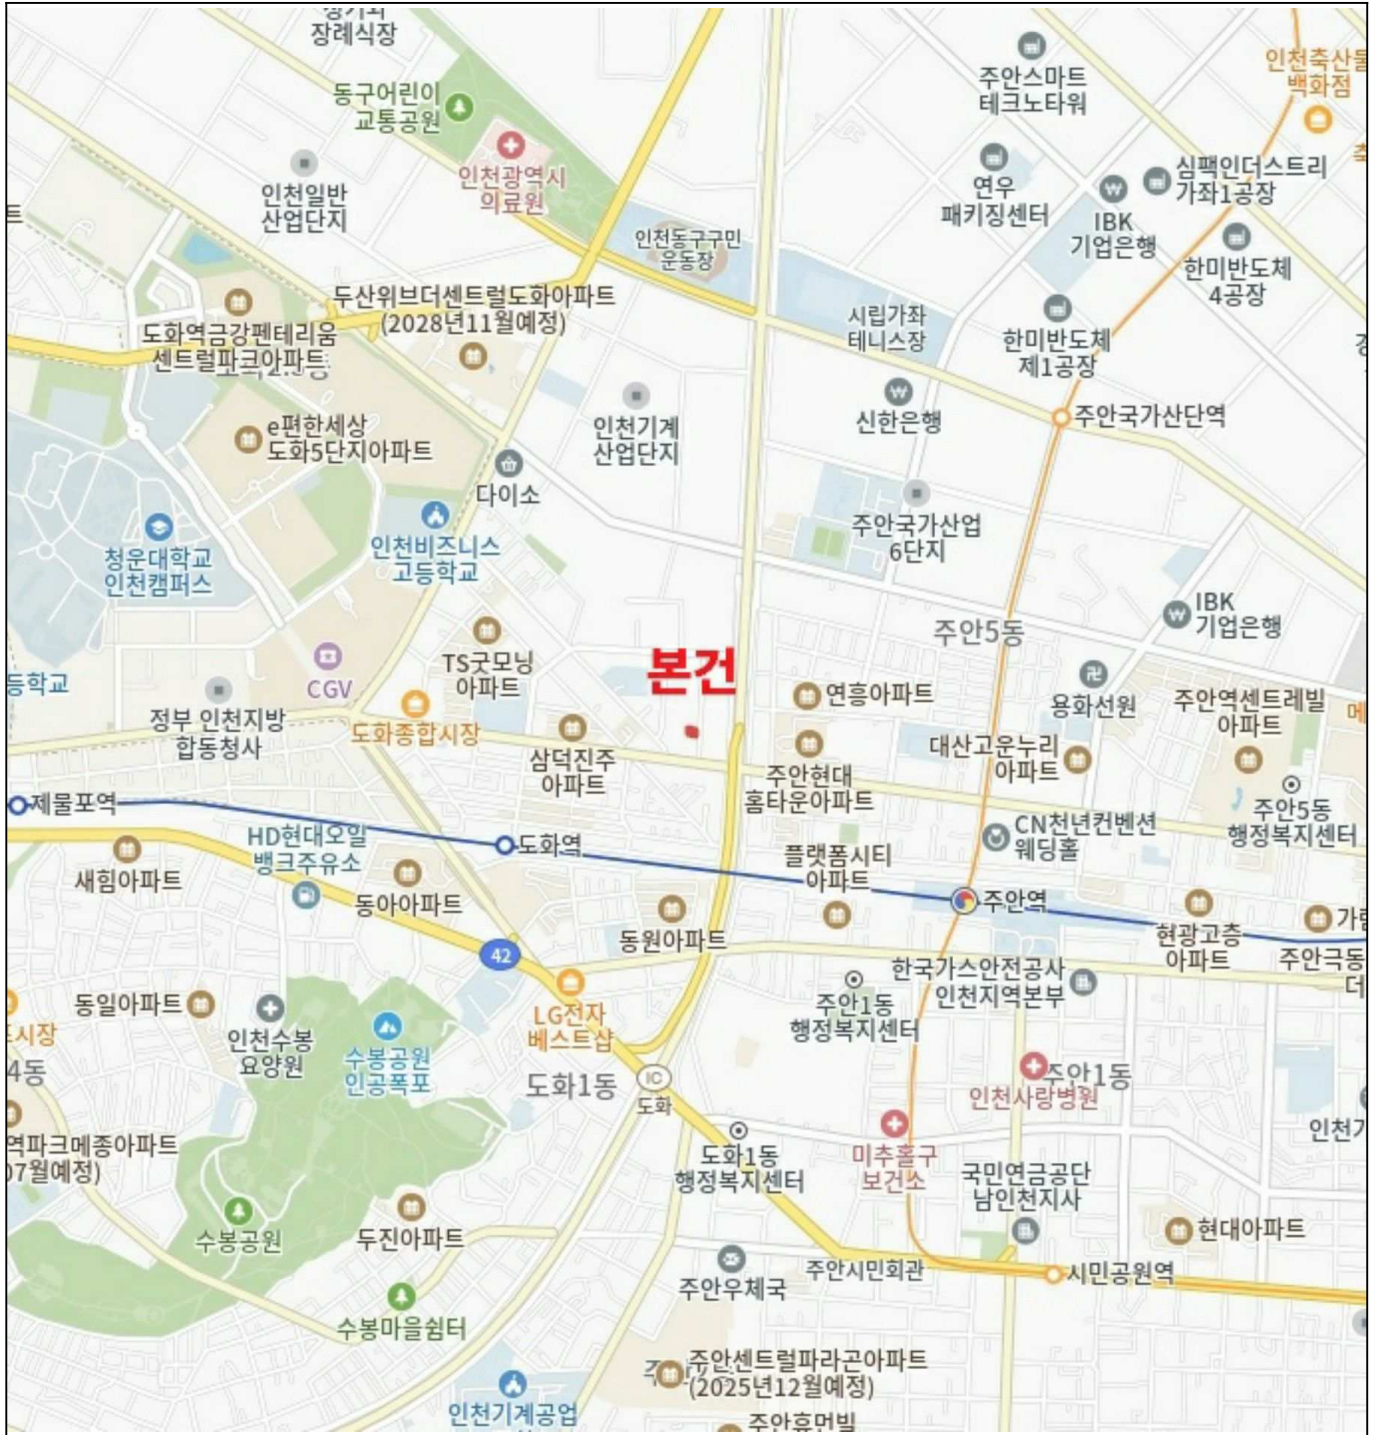 장례식장
동구어린이
교통공원
인천광역시
의료원
인천일반
산업단지
주안스마트
테크노타워
백화점
연우
패키징센터
심팩인더스트리
가좌1공장
IBK
기업은행
한미반도체
4공장
인천동구구민
운동장
두산위브더센트럴도화아파트
(2028년11월예정)
도화역금강펜테리움
센트럴파크아파트
시립가좌
테니스장
한미반도체
제1공장
e편한세상
도화5단지아파트
인천기계
산업단지
신한은행
주안국가산단역
다이소
인천비즈니스
고등학교
주안국가산업
6단지
청운대학교
인천캠퍼스
IBK
기업은행
주안5동
TS굿모닝
아파트
본건
CGV
등학교
정부 인천지방
합동청사
도화종합시장
연흥아파트
용화선원
주안역센트레빌
아파트
삼덕진주
아파트
주안현대
홈타운아파트
대산고운누리
아파트
제물포역
HD현대오일
뱅크주유소
도화역
CN천년컨벤션
웨딩홀
주안5동
행정복지센터
새힘아파트
동아아파트
플랫폼시티
아파트
주안역
동원아파트
현광고층
아파트
주안극동
42
한국가스안전공사
인천지역본부
동일아파트
인천수봉
요양원
수봉공원
인공폭포
LG전자
베스트샵
주안1동
행정복지센터
4동
도화1동
IC
도화
주안1동
인천사랑병원
역파크메종아파트
07월예정)
도화1동
행정복지센터
미추홀구
보건소
국민연금공단
남인천지사
수봉공원
두진아파트
현대아파트
주안우체국
주안시민회관
시민공원역
수봉마을쉼터
주안센트럴파라곤아파트
(2025년12월예정)
인천기계공업
주안휴먼빌